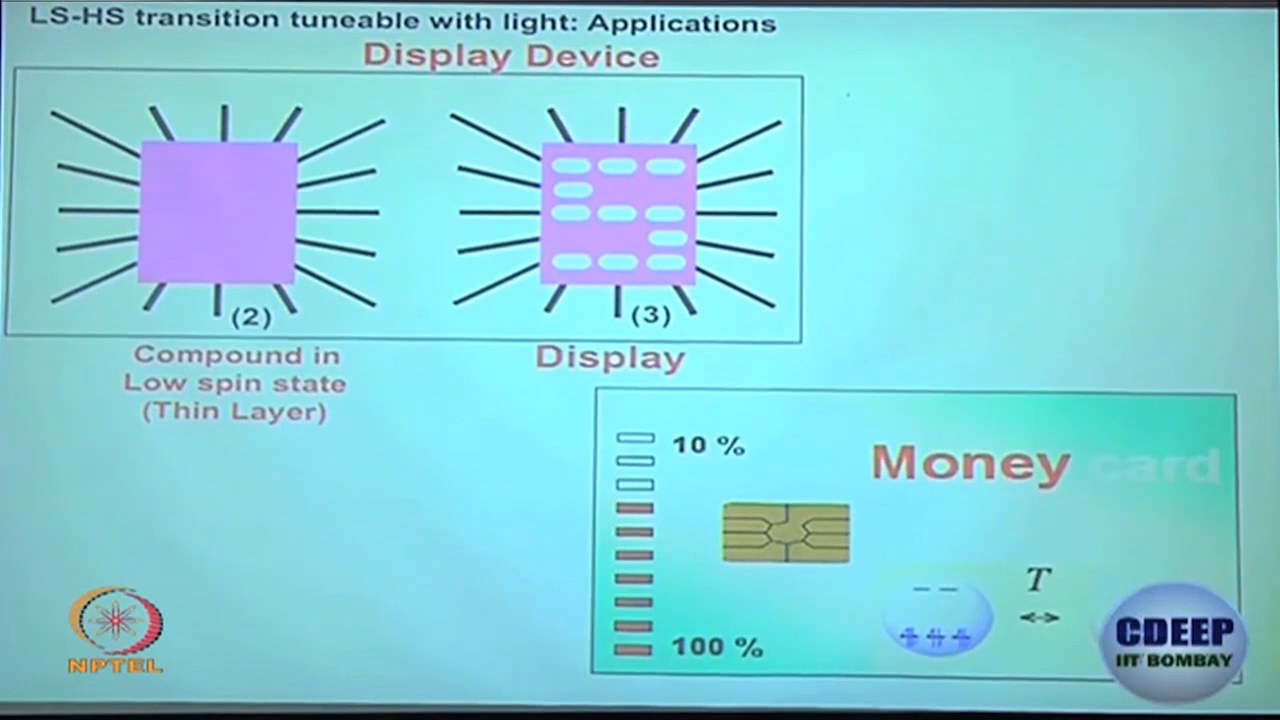 LS-HS transition tuneable with light: Applications
Display Device
(2)
(3)
Compound in
Low spin state
(Thin Layer)
Display
10 %
Money card
T
100 %
NPTEL
CDEEP
IIT BOMBAY